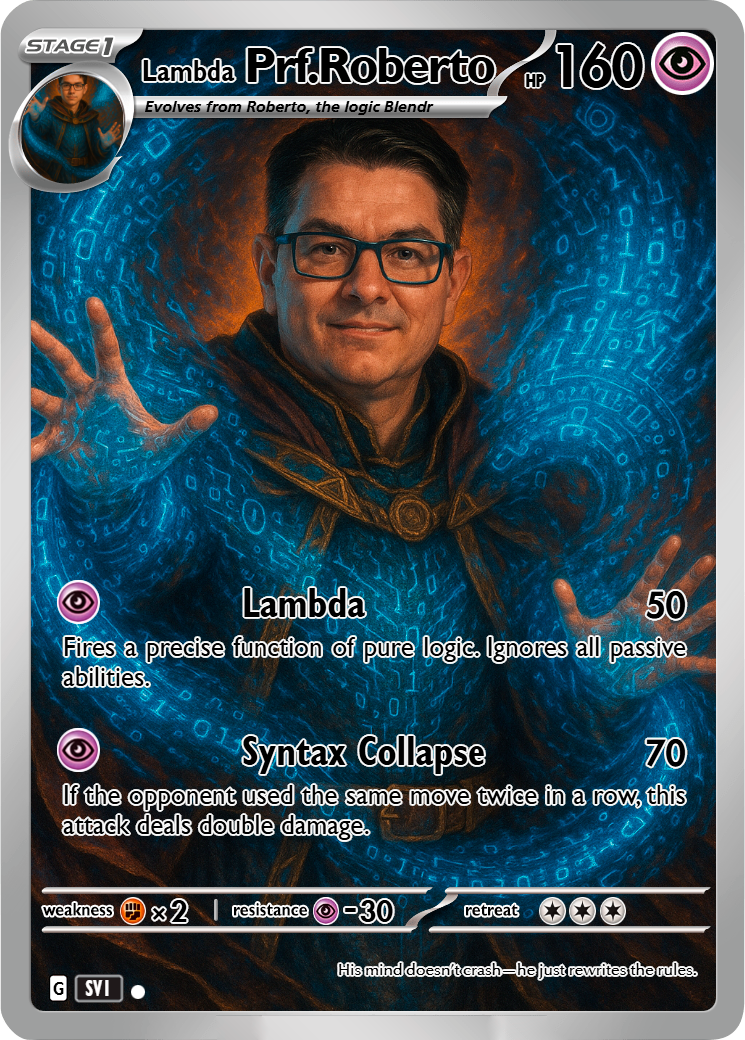 STAGE1
Lambda Prf.Roberto HP 160
Evolves from Roberto, the logic Blendr
Lambda 50
Fires a precise function of pure logic. Ignores all passive
abilities.
Syntax Collapse 70
If the opponent used the same move twice in a row, this
attack deals double damage.
weakness ×2 | resistance -30 retreat
His mind doesn't crash—he just rewrites the rules.
G SVI